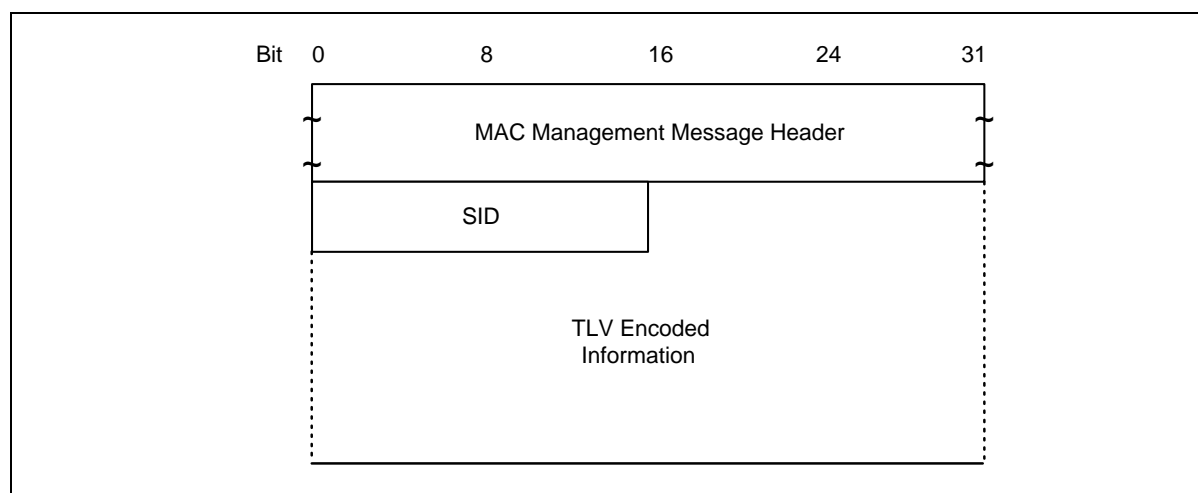 Bit 0 8 16 24 31
MAC Management Message Header
SID
TLV Encoded
Information